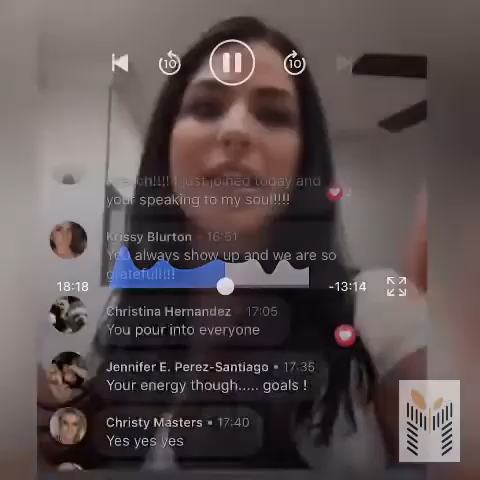 10
10
I just joined today and
your speaking to my soul!!!!
Krissy Blurton • 16:51
You always show up and we are so
grateful!!!!!
18:18
-13:14
Christina Hernandez • 17:05
You pour into everyone
Jennifer E. Perez-Santiago • 17:35
Your energy though..... goals !
Christy Masters • 17:40
Yes yes yes